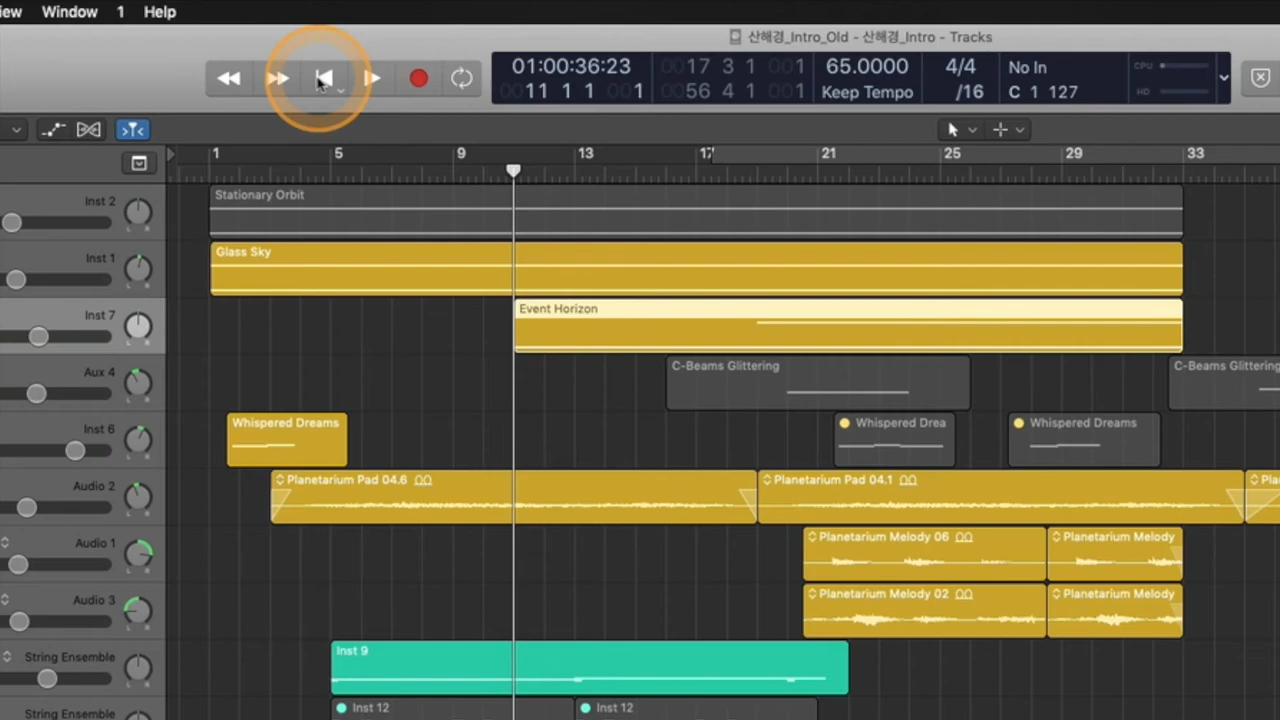 iew Window 1 Help
산해경_Intro_Old - 산해경_Intro - Tracks
01:00:36:23 0017 3 1 001 65.0000 4/4 No In CPU
0011 1 1 001 0056 4 1 001 Keep Tempo /16 C 1 127 HD
1 5 9 13 17 21 25 29 33
Inst 2 Stationary Orbit
Inst 1 Glass Sky
Inst 7 Event Horizon
Aux 4 C-Beams Glittering C-Beams Glittering
Inst 6 Whispered Dreams Whispered Drea Whispered Dreams
Audio 2 Planetarium Pad 04.6 Planetarium Pad 04.1 Pla
Audio 1 Planetarium Melody 06 Planetarium Melody
Audio 3 Planetarium Melody 02 Planetarium Melody
String Ensemble Inst 9
String Ensemble Inst 12 Inst 12